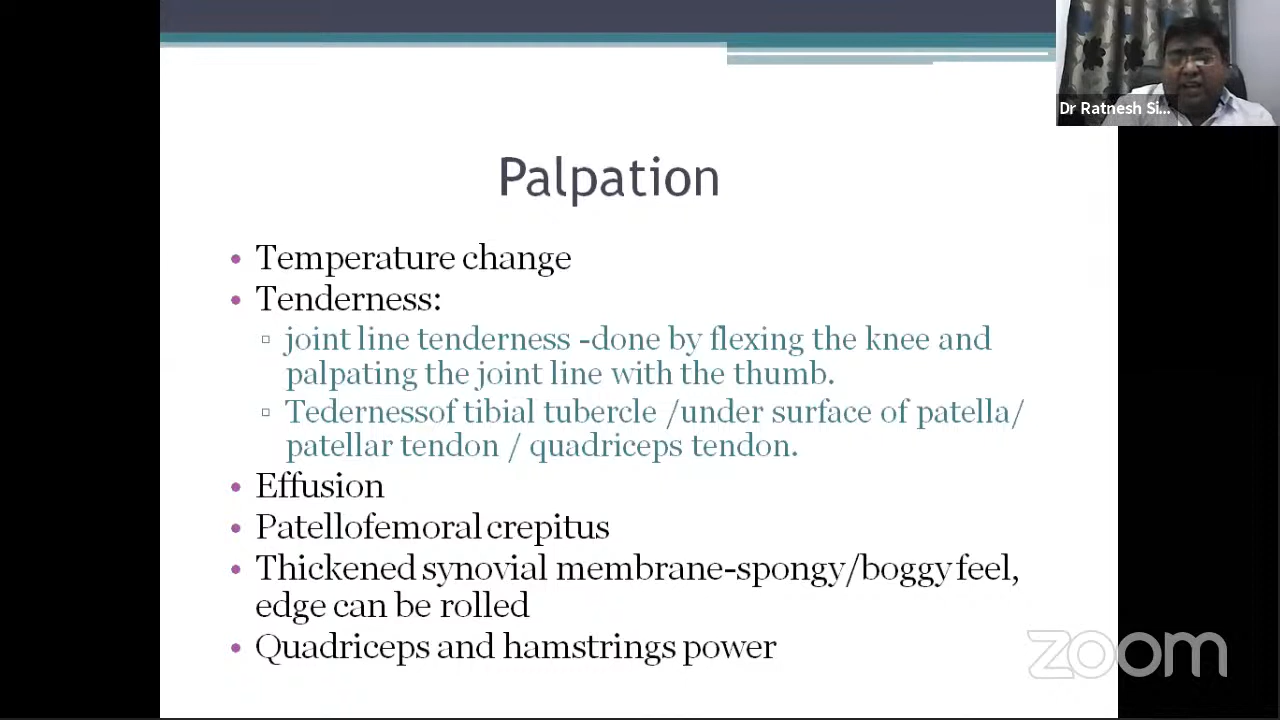 Dr Ratnesh Si...
Palpation
• Temperature change
• Tenderness:
▫ joint line tenderness -done by flexing the knee and
palpating the joint line with the thumb.
▫ Tedernessof tibial tubercle /under surface of patella/
patellar tendon / quadriceps tendon.
• Effusion
• Patellofemoral crepitus
• Thickened synovial membrane-spongy/boggy feel,
edge can be rolled
• Quadriceps and hamstrings power
zoom